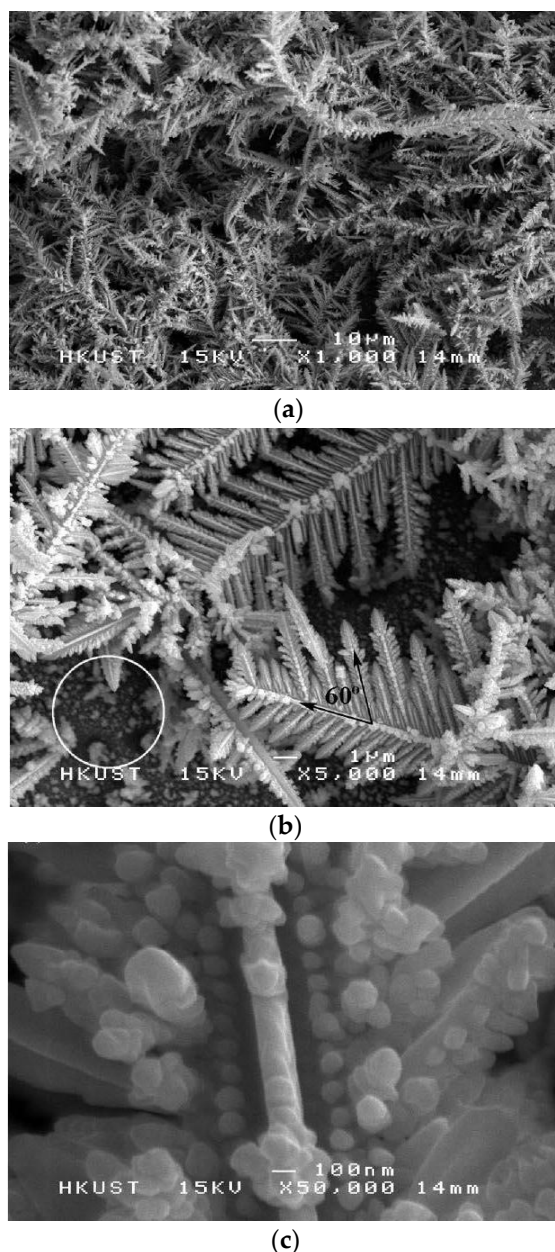 10μm
HKUST 15KV X1,000 14mm
(a)
60°
1μm
HKUST 15KV X5,000 14mm
(b)
100nm
HKUST 15KV X50,000 14mm
(c)